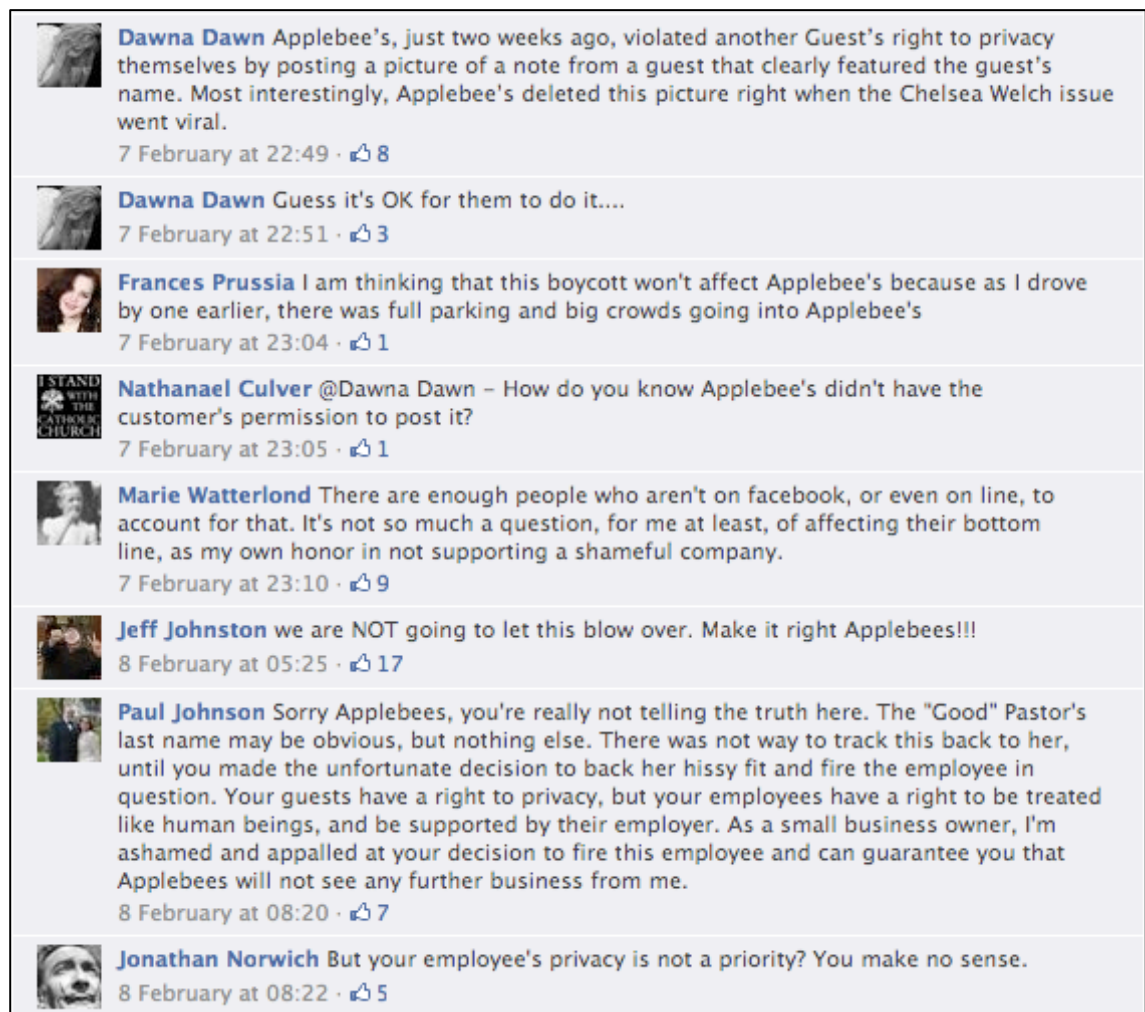 Dawna Dawn Applebee's, just two weeks ago, violated another Guest's right to privacy
themselves by posting a picture of a note from a guest that clearly featured the guest's
name. Most interestingly, Applebee's deleted this picture right when the Chelsea Welch issue
went viral.
7 February at 22:49 · 8
Dawna Dawn Guess it's OK for them to do it....
7 February at 22:51 · 3
Frances Prussia I am thinking that this boycott won't affect Applebee's because as I drove
by one earlier, there was full parking and big crowds going into Applebee's
7 February at 23:04 · 1
I STAND
WITH
THE
CATHOLIC
CHURCH
Nathanael Culver @Dawna Dawn – How do you know Applebee's didn't have the
customer's permission to post it?
7 February at 23:05 · 1
Marie Watterlond There are enough people who aren't on facebook, or even on line, to
account for that. It's not so much a question, for me at least, of affecting their bottom
line, as my own honor in not supporting a shameful company.
7 February at 23:10 · 9
Jeff Johnston we are NOT going to let this blow over. Make it right Applebees!!!
8 February at 05:25 · 17
Paul Johnson Sorry Applebees, you're really not telling the truth here. The "Good" Pastor's
last name may be obvious, but nothing else. There was not way to track this back to her,
until you made the unfortunate decision to back her hissy fit and fire the employee in
question. Your guests have a right to privacy, but your employees have a right to be treated
like human beings, and be supported by their employer. As a small business owner, I'm
ashamed and appalled at your decision to fire this employee and can guarantee you that
Applebees will not see any further business from me.
8 February at 08:20 · 7
Jonathan Norwich But your employee's privacy is not a priority? You make no sense.
8 February at 08:22 · 5